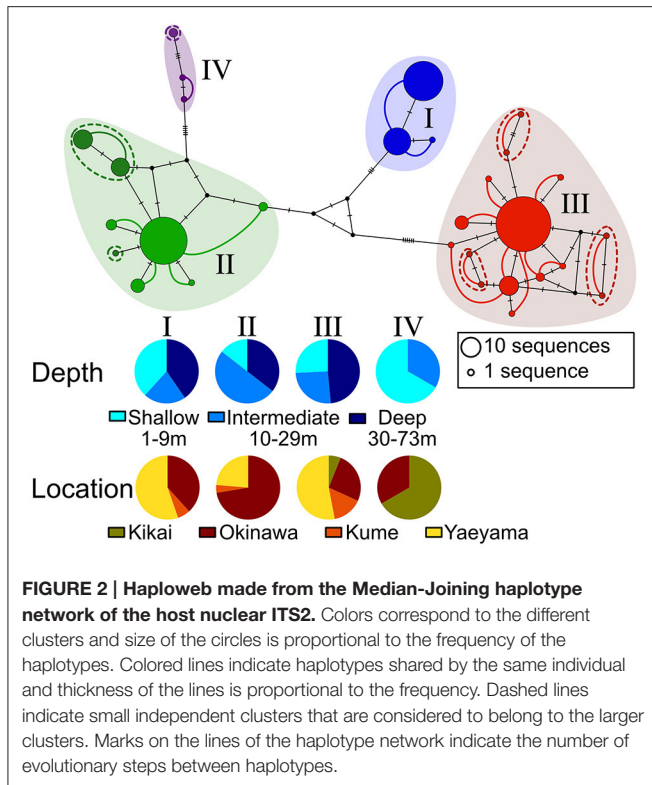 IV
I
III
II
I II III IV
10 sequences
1 sequence
Depth
Shallow Intermediate Deep
1-9m 10-29m 30-73m
Location
Kikai Okinawa Kume Yaeyama
FIGURE 2 | Haploweb made from the Median-Joining haplotype
network of the host nuclear ITS2. Colors correspond to the different
clusters and size of the circles is proportional to the frequency of the
haplotypes. Colored lines indicate haplotypes shared by the same individual
and thickness of the lines is proportional to the frequency. Dashed lines
indicate small independent clusters that are considered to belong to the larger
clusters. Marks on the lines of the haplotype network indicate the number of
evolutionary steps between haplotypes.